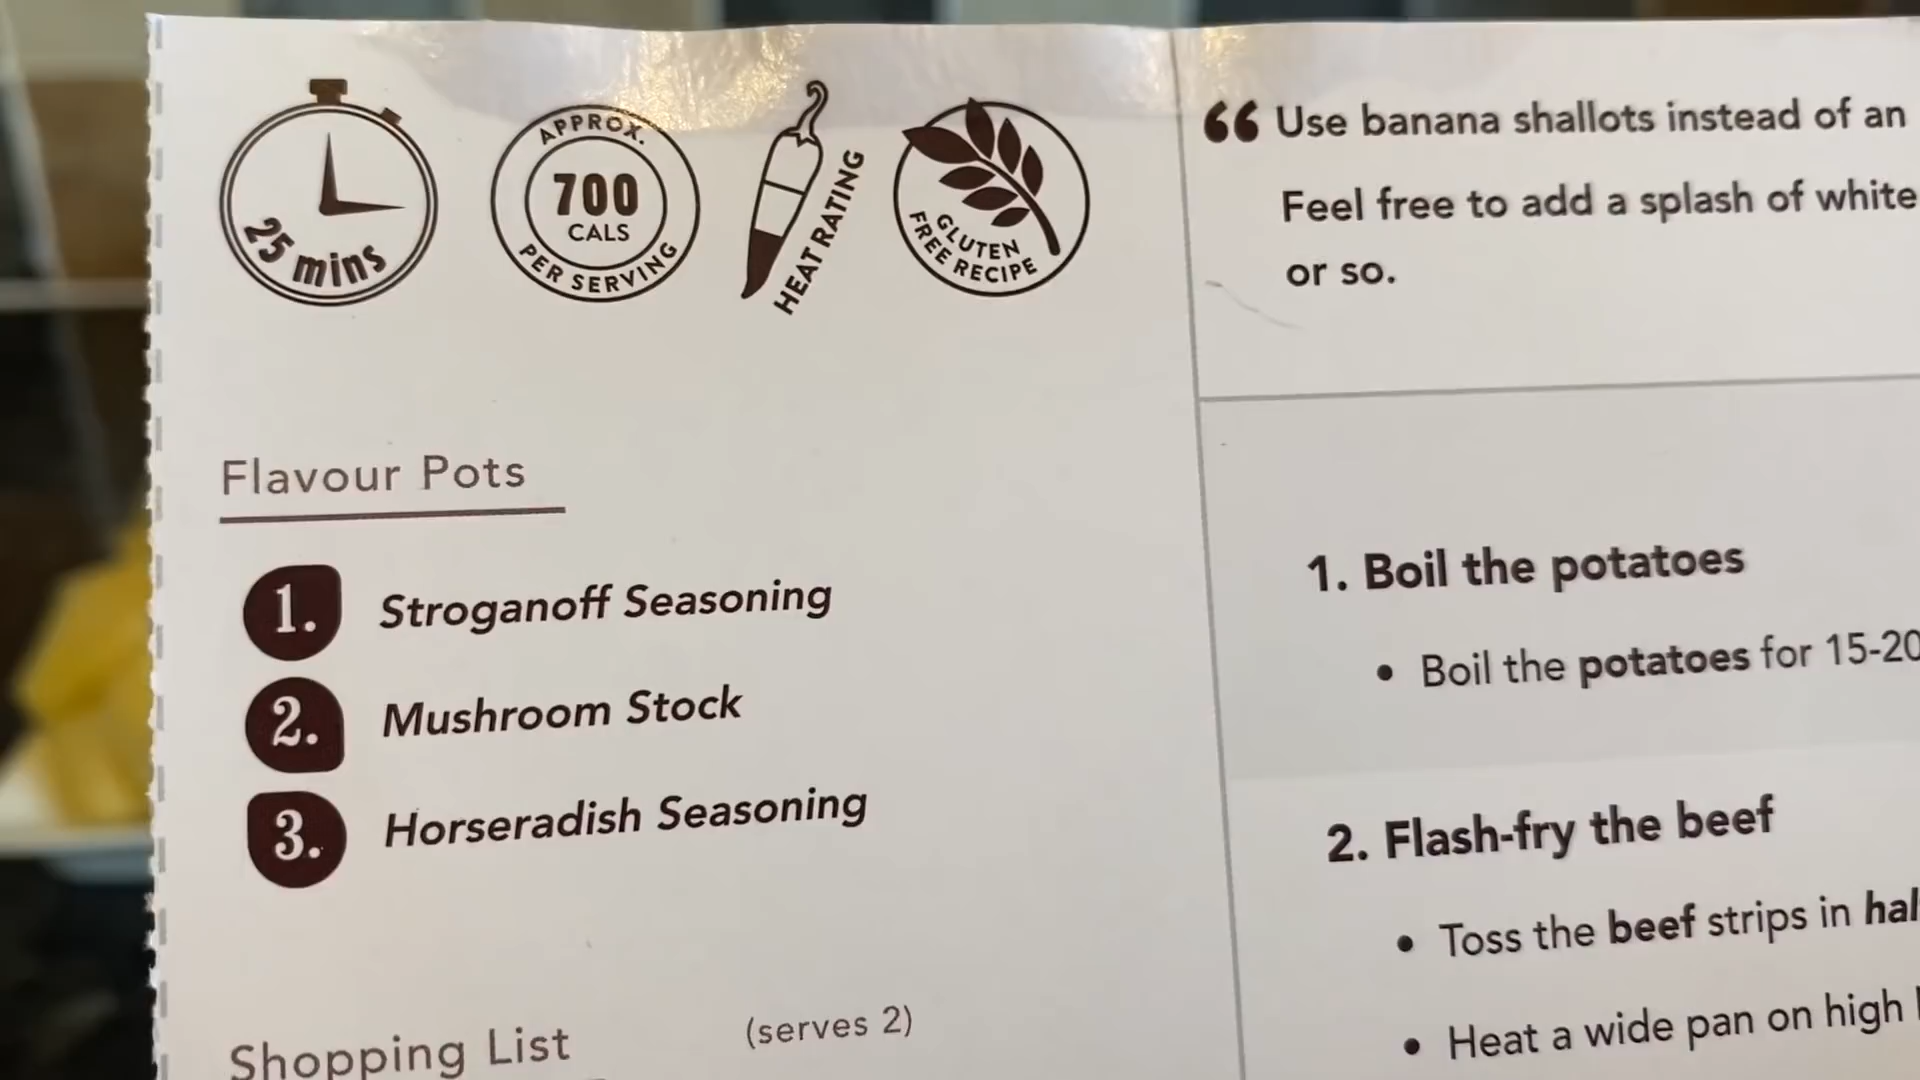 25 mins
APPROX.
700
CALS
PER SERVING
HEAT RATING
GLUTEN
FREE RECIPE
Flavour Pots
1. Stroganoff Seasoning
2. Mushroom Stock
3. Horseradish Seasoning
Shopping List (serves 2)
“ Use banana shallots instead of an
Feel free to add a splash of white
or so.
1. Boil the potatoes
• Boil the potatoes for 15-20
2. Flash-fry the beef
• Toss the beef strips in
• Heat a wide pan on high